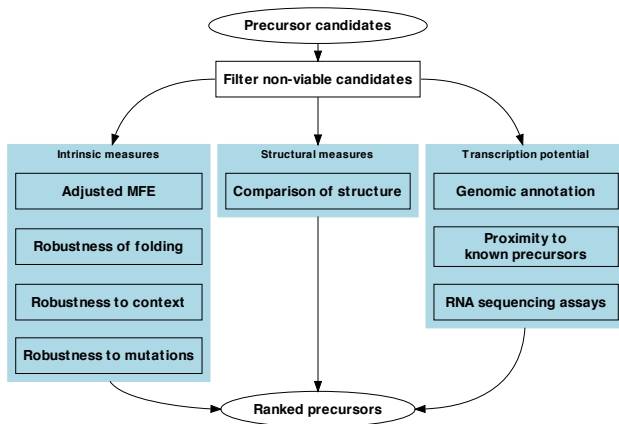 Precursor candidates
Filter non-viable candidates
Intrinsic measures
Adjusted MFE
Robustness of folding
Robustness to context
Robustness to mutations
Structural measures
Comparison of structure
Transcription potential
Genomic annotation
Proximity to
known precursors
RNA sequencing assays
Ranked precursors